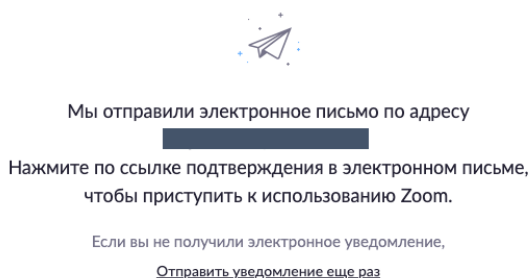 Мы отправили электронное письмо по адресу
Нажмите по ссылке подтверждения в электронном письме,
чтобы приступить к использованию Zoom.
Если вы не получили электронное уведомление,
Отправить уведомление еще раз